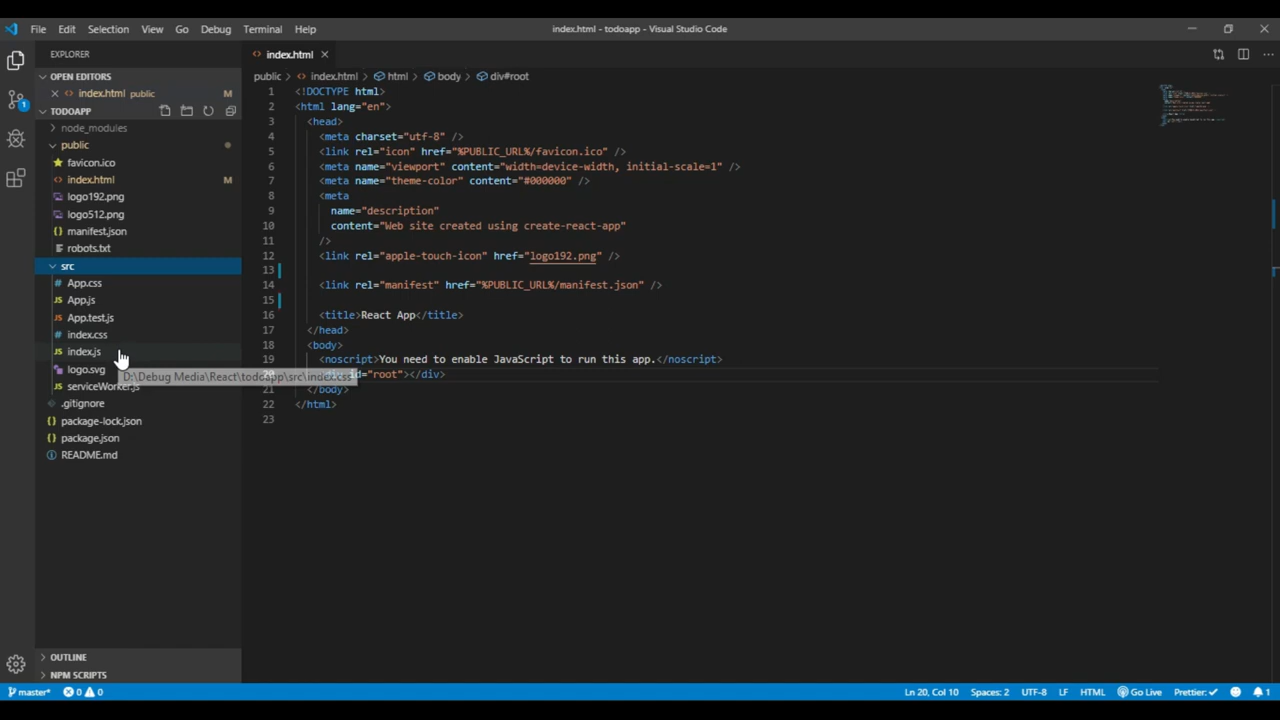 File Edit Selection View Go Debug Terminal Help
index.html - todoapp - Visual Studio Code
EXPLORER
OPEN EDITORS
index.html public M
TODOAPP
node_modules
public
favicon.ico
index.html M
logo192.png
logo512.png
manifest.json
robots.txt
src
App.css
App.js
App.test.js
index.css
index.js
logo.svg
D:\Debug Media\React\todoapp\src\index.css
serviceWorker.js
.gitignore
package-lock.json
package.json
README.md
OUTLINE
NPM SCRIPTS
index.html
public > index.html > html > body > div#root
1 <!DOCTYPE html>
2 <html lang="en">
3 <head>
4 <meta charset="utf-8" />
5 <link rel="icon" href="%PUBLIC_URL%/favicon.ico" />
6 <meta name="viewport" content="width=device-width, initial-scale=1" />
7 <meta name="theme-color" content="#000000" />
8 <meta
9 name="description"
10 content="Web site created using create-react-app"
11 />
12 <link rel="apple-touch-icon" href="logo192.png" />
13
14 <link rel="manifest" href="%PUBLIC_URL%/manifest.json" />
15
16 <title>React App</title>
17 </head>
18 <body>
19 <noscript>You need to enable JavaScript to run this app.</noscript>
20 id="root"></div>
21 </body>
22 </html>
23
master* 0 0
Ln 20, Col 10 Spaces: 2 UTF-8 LF HTML Go Live Prettier: ✓ 1